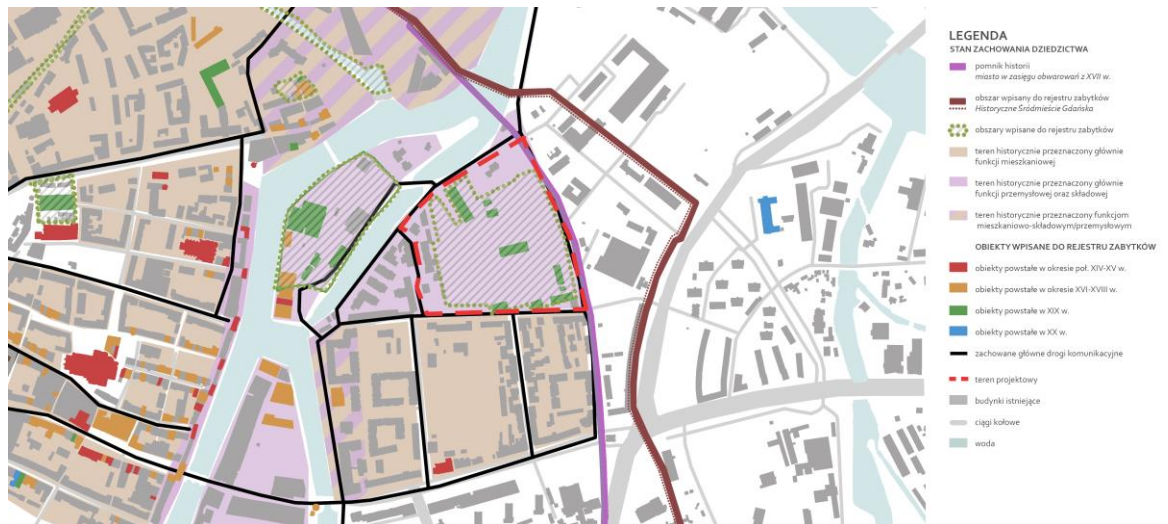 LEGENDA
STAN ZACHOWANIA DZIEDZICTWA
pomnik historii
miasto w zasięgu obwarowań z XVII w.
obszar wpisany do rejestru zabytków
Historyczne Śródmieście Gdańska
obszary wpisane do rejestru zabytków
teren historycznie przeznaczony głównie
funkcji mieszkaniowej
teren historycznie przeznaczony głównie
funkcji przemysłowej oraz składowej
teren historycznie przeznaczony funkcjom
mieszkaniowo-składowym/przemysłowym
OBIEKTY WPISANE DO REJESTRU ZABYTKÓW
obiekty powstałe w okresie poł. XIV-XV w.
obiekty powstałe w okresie XVI-XVIII w.
obiekty powstałe w XIX w.
obiekty powstałe w XX w.
zachowane główne drogi komunikacyjne
teren projektowy
budynki istniejące
ciągi kołowe
woda